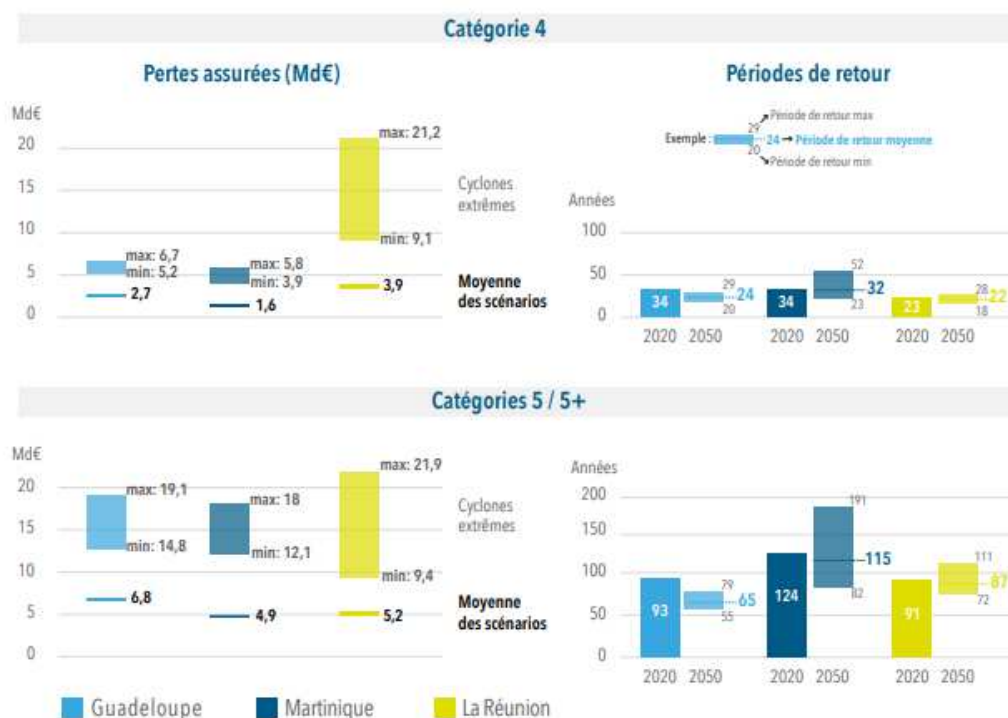 Catégorie 4
Pertes assurées (Md€)
Périodes de retour
Md€
20
15
10
5
0
max: 21,2
min: 9,1
max: 6,7
min: 5,2
max: 5,8
min: 3,9
2,7
1,6
3,9
Cyclones
extrêmes
Moyenne
des scénarios
Exemple :
29
Période de retour max
24
Période de retour moyenne
20
Période de retour min
Années
100
50
0
34
29
24
20
34
52
32
23
23
28
22
18
2020 2050 2020 2050 2020 2050
Catégories 5 / 5+
Md€
20
15
10
5
0
max: 19,1
min: 14,8
max: 18
min: 12,1
max: 21,9
min: 9,4
6,8
4,9
5,2
Cyclones
extrêmes
Moyenne
des scénarios
Années
200
150
100
50
0
93
79
65
55
124
191
115
82
91
111
87
72
2020 2050 2020 2050 2020 2050
Guadeloupe Martinique La Réunion